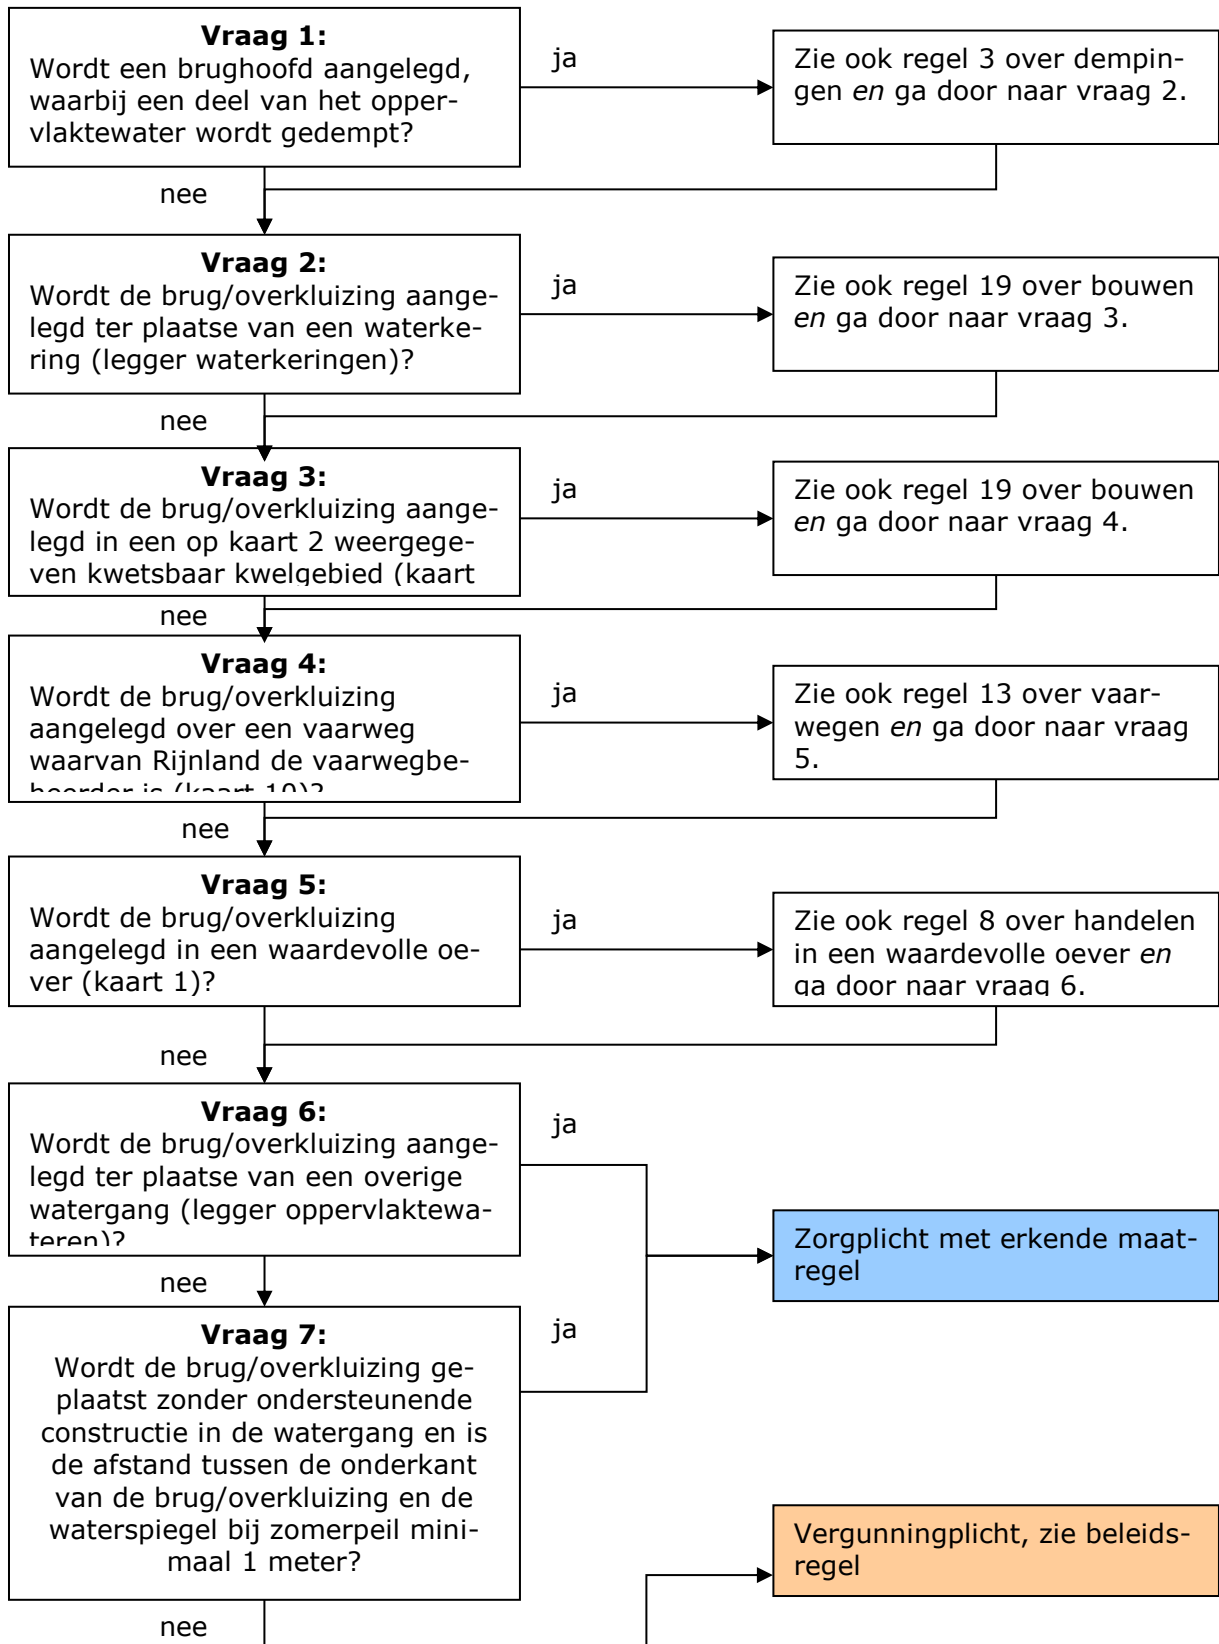 Vraag 1:
Wordt een brughoofd aangelegd,
waarbij een deel van het opper-
vlaktewater wordt gedempt?
ja
Zie ook regel 3 over dempin-
gen en ga door naar vraag 2.
nee
Vraag 2:
Wordt de brug/overkluizing aange-
legd ter plaatse van een waterke-
ring (legger waterkeringen)?
ja
Zie ook regel 19 over bouwen
en ga door naar vraag 3.
nee
Vraag 3:
Wordt de brug/overkluizing aange-
legd in een op kaart 2 weergege-
ven kwetsbaar kwelgebied (kaart
ja
Zie ook regel 19 over bouwen
en ga door naar vraag 4.
nee
Vraag 4:
Wordt de brug/overkluizing
aangelegd over een vaarweg
waarvan Rijnland de vaarwegbe-
heerder is (kaart 10)?
ja
Zie ook regel 13 over vaar-
wegen en ga door naar vraag
5.
nee
Vraag 5:
Wordt de brug/overkluizing
aangelegd in een waardevolle oe-
ver (kaart 1)?
ja
Zie ook regel 8 over handelen
in een waardevolle oever en
ga door naar vraag 6.
nee
Vraag 6:
Wordt de brug/overkluizing aange-
legd ter plaatse van een overige
watergang (legger oppervlaktewa-
teren)?
ja
Zorgplicht met erkende maat-
regel
nee
Vraag 7:
Wordt de brug/overkluizing ge-
plaatst zonder ondersteunende
constructie in de watergang en is
de afstand tussen de onderkant
van de brug/overkluizing en de
waterspiegel bij zomerpeil mini-
maal 1 meter?
ja
Vergunningplicht, zie beleids-
regel
nee